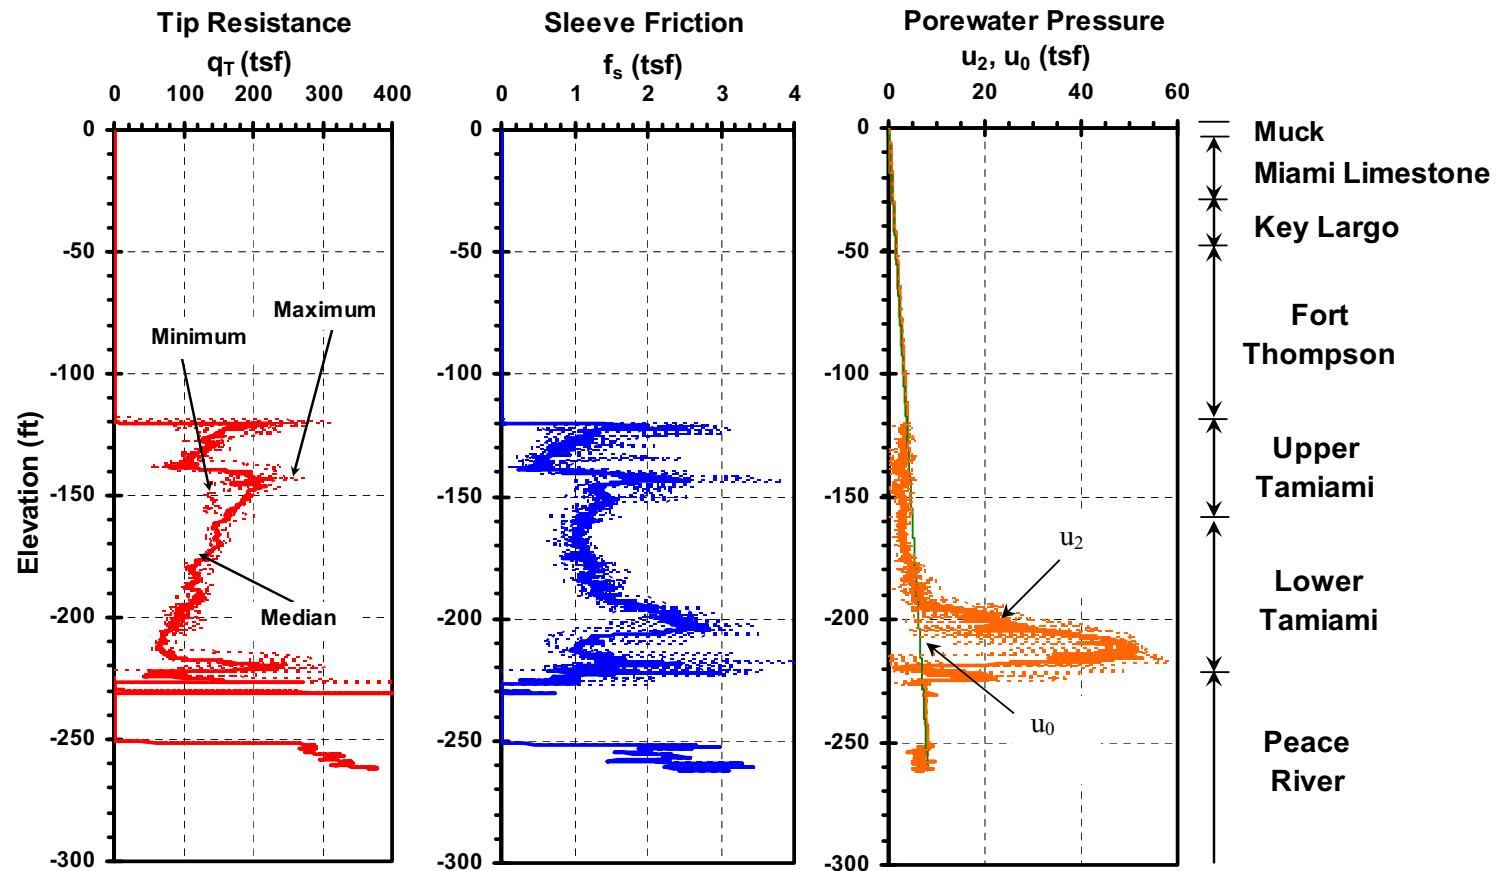 Tip Resistance
qT (tsf)
0 100 200 300 400
Sleeve Friction
fs (tsf)
0 1 2 3 4
Porewater Pressure
u2, u0 (tsf)
0 20 40 60
Elevation (ft)
0
-50
-100
-150
-200
-250
-300
Minimum
Maximum
Median
0
-50
-100
-150
-200
-250
-300
0
-50
-100
-150
-200
-250
-300
u2
u0
Muck
Miami Limestone
Key Largo
Fort
Thompson
Upper
Tamiami
Lower
Tamiami
Peace
River